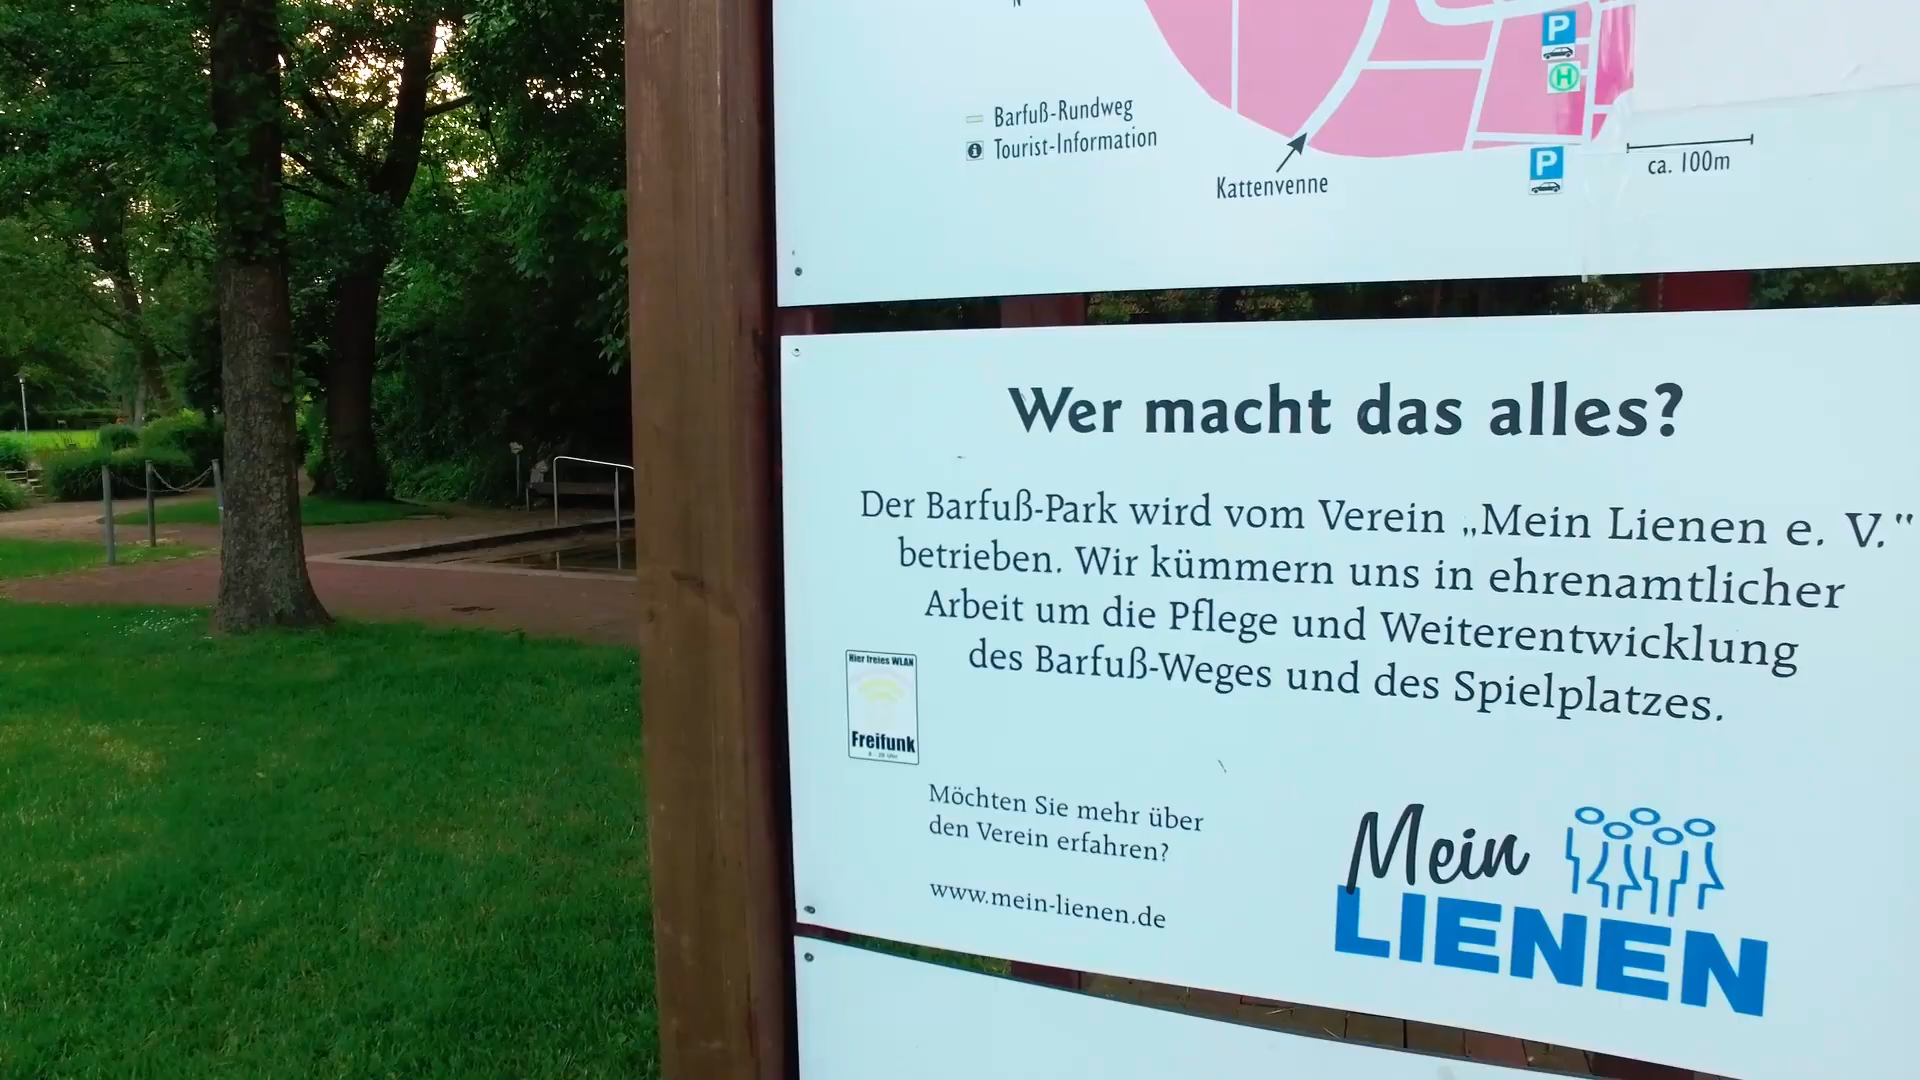 N
P
H
Barfuß-Rundweg
Tourist-Information
Kattenvenne
P
ca. 100m
Wer macht das alles?
Der Barfuß-Park wird vom Verein „Mein Lienen e. V."
betrieben. Wir kümmern uns in ehrenamtlicher
Arbeit um die Pflege und Weiterentwicklung
des Barfuß-Weges und des Spielplatzes.
Hier freies WLAN
Freifunk
Möchten Sie mehr über
den Verein erfahren?
www.mein-lienen.de
Mein
LIENEN